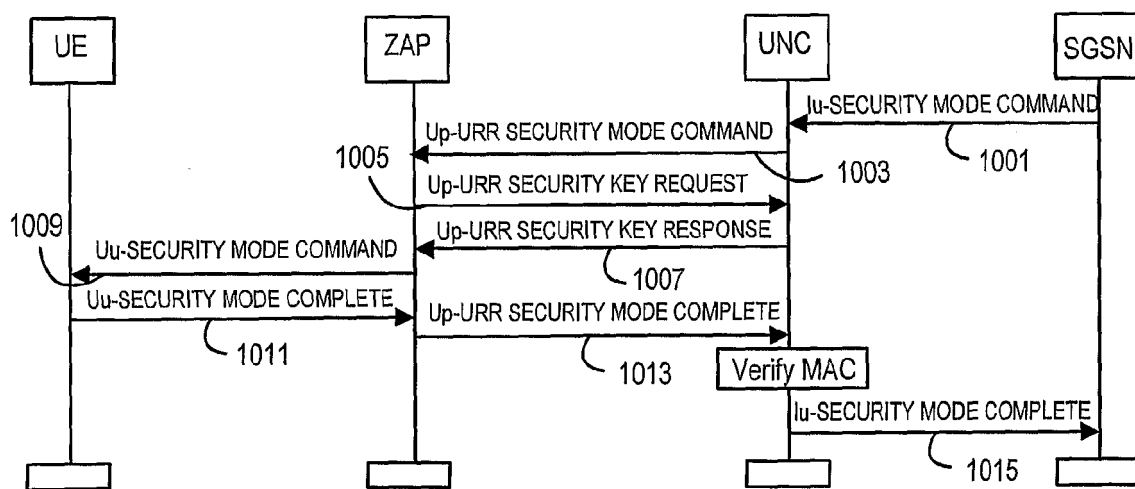 UE
ZAP
UNC
SGSN
Iu-SECURITY MODE COMMAND
1001
Up-URR SECURITY MODE COMMAND
1003
1005
Up-URR SECURITY KEY REQUEST
Up-URR SECURITY KEY RESPONSE
1007
1009
Uu-SECURITY MODE COMMAND
Uu-SECURITY MODE COMPLETE
1011
Up-URR SECURITY MODE COMPLETE
1013
Verify MAC
Iu-SECURITY MODE COMPLETE
1015